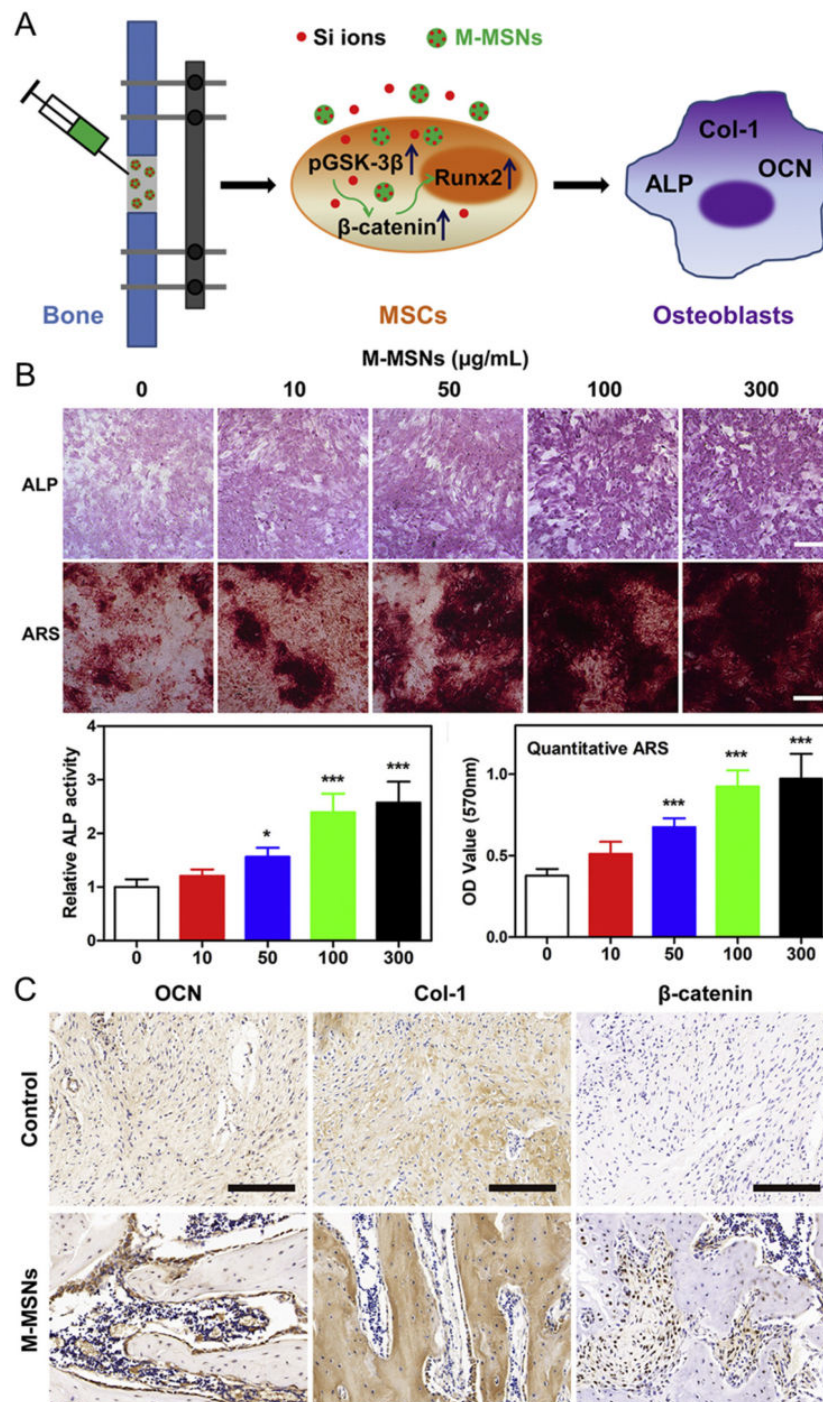 A
Si ions
M-MSNs
pGSK-3β
Runx2
β-catenin
Col-1
OCN
ALP
Bone
MSCs
Osteoblasts
B
M-MSNs (μg/mL)
0 10 50 100 300
ALP
ARS
Relative ALP activity
4
3
2
1
0
*
***
***
0 10 50 100 300
Quantitative ARS
OD Value (570nm)
1.0
0.5
0.0
***
***
***
0 10 50 100 300
C
OCN Col-1 β-catenin
Control
M-MSNs